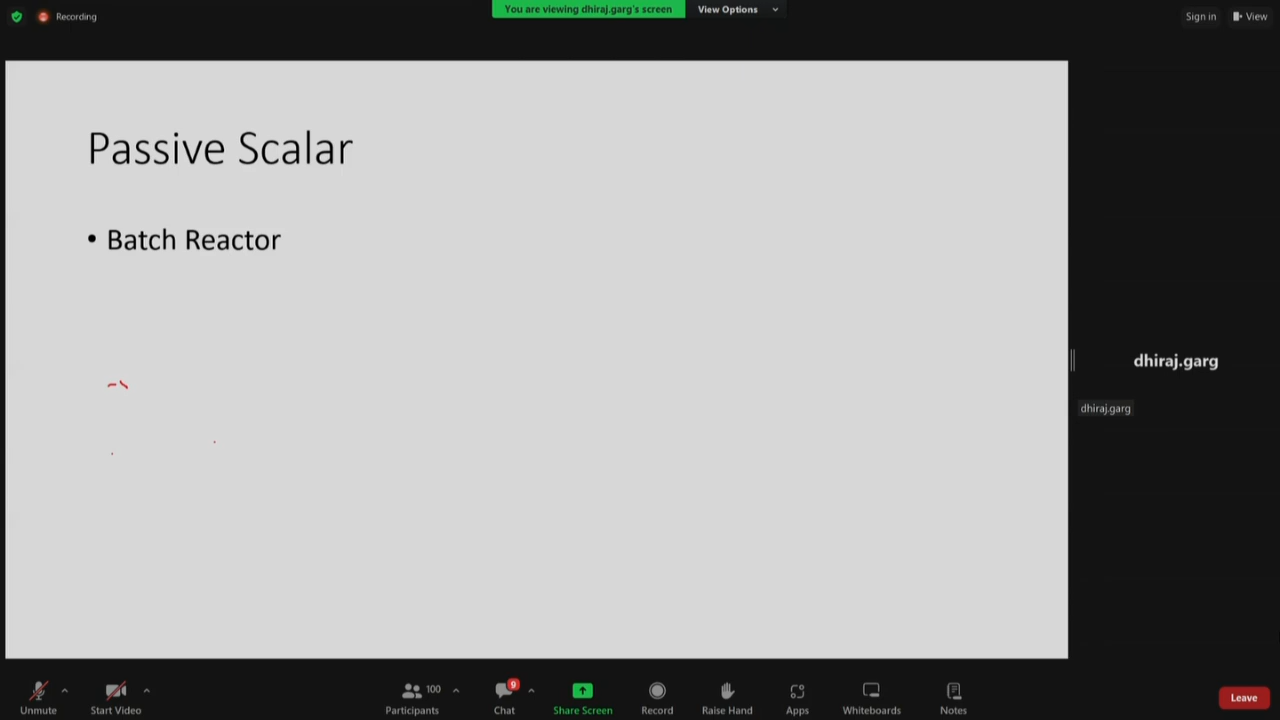 Recording
You are viewing dhiraj.garg's screen
View Options
Sign in
View
Passive Scalar
• Batch Reactor
dhiraj.garg
dhiraj.garg
Unmute
Start Video
Participants
100
Chat
9
Share Screen
Record
Raise Hand
Apps
Whiteboards
Notes
Leave